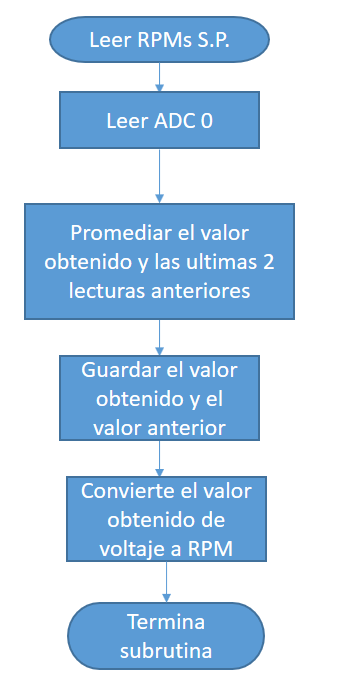 Leer RPMs S.P.
Leer ADC 0
Promediar el valor
obtenido y las ultimas 2
lecturas anteriores
Guardar el valor
obtenido y el
valor anterior
Convierte el valor
obtenido de
voltaje a RPM
Termina
subrutina